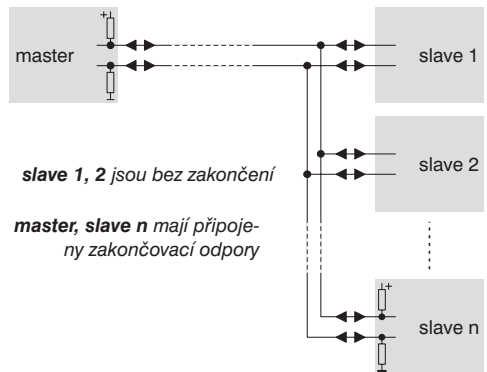 +
master
slave 1
slave 1, 2 jsou bez zakončení
slave 2
master, slave n mají připoje-
ny zakončovací odpory
+
slave n